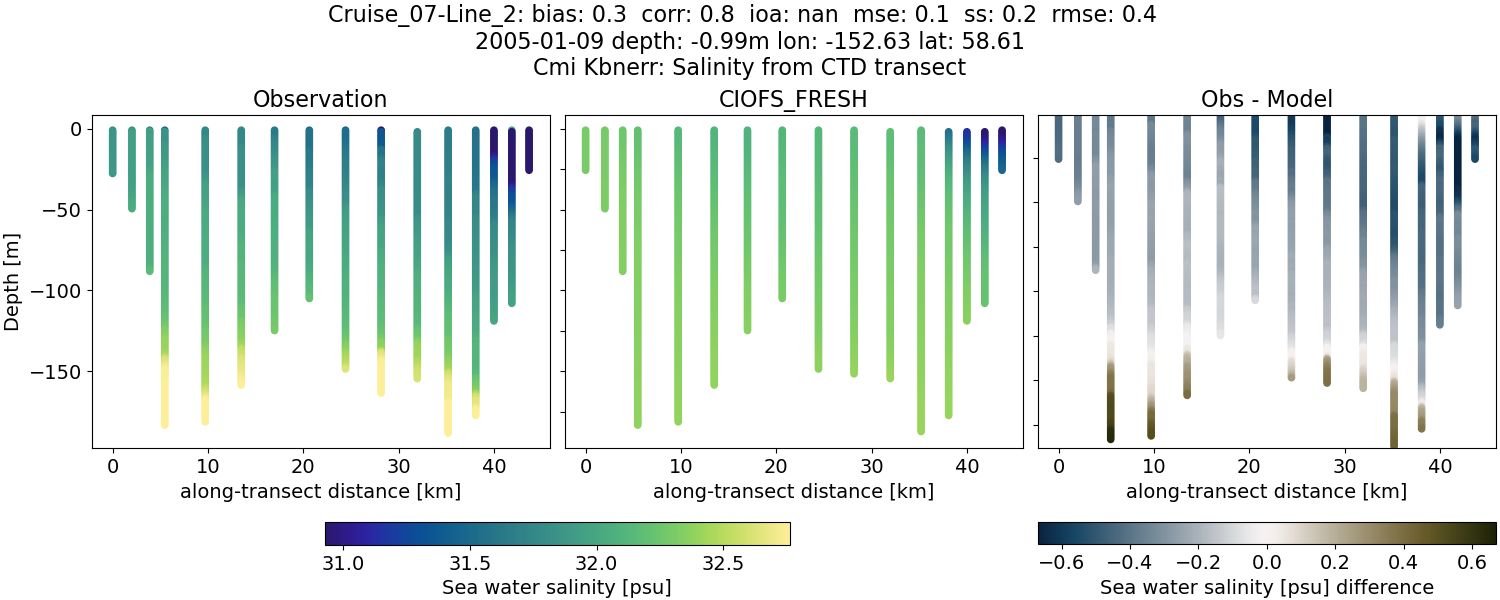 Cruise_07-Line_2: bias: 0.3  corr: 0.8  ioa: nan  mse: 0.1  ss: 0.2  rmse: 0.4
2005-01-09 depth: -0.99m lon: -152.63 lat: 58.61
Cmi Kbnerr: Salinity from CTD transect
Observation
CIOFS_FRESH
Obs - Model
Depth [m]
0
−50
−100
−150
0 10 20 30 40
0 10 20 30 40
0 10 20 30 40
along-transect distance [km]
along-transect distance [km]
along-transect distance [km]
31.0 31.5 32.0 32.5
Sea water salinity [psu]
−0.6 −0.4 −0.2 0.0 0.2 0.4 0.6
Sea water salinity [psu] difference